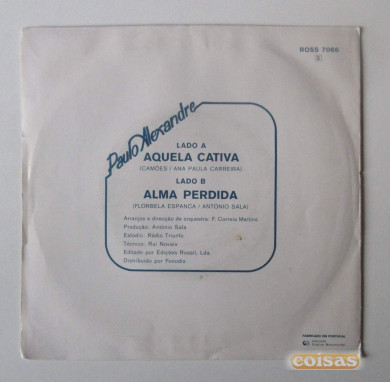 ROSS 7066
S
Paulo Alexandre
LADO A
AQUELA CATIVA
(CAMÕES / ANA PAULA CARREIRA)
LADO B
ALMA PERDIDA
(FLORBELA ESPANCA / ANTÓNIO SALA)
Arranjos e direcção de orquestra: F. Correia Martins
Produção: António Sala
Estúdio: Rádio Triunfo
Técnico: Rui Novais
Editado por Edições Rossil, Lda
Distribuído por Fonodis
FABRICADO EM PORTUGAL
coisas